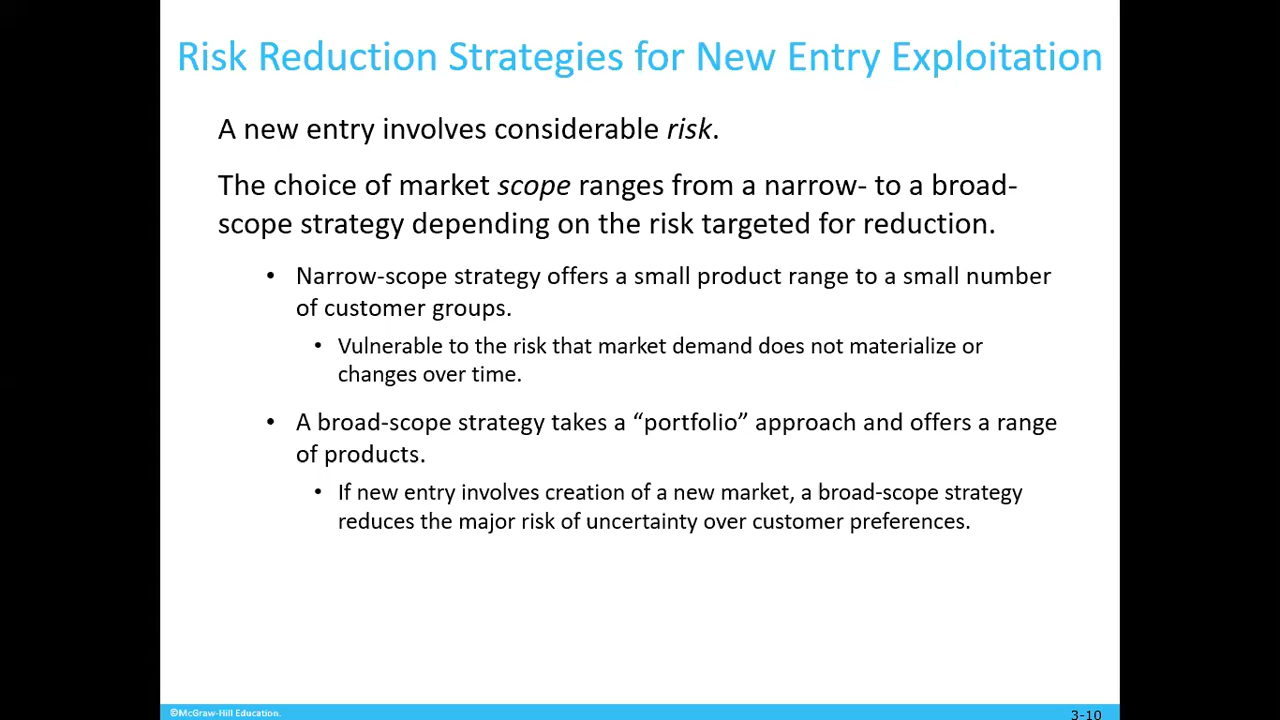 Risk Reduction Strategies for New Entry Exploitation
A new entry involves considerable risk.
The choice of market scope ranges from a narrow- to a broad-
scope strategy depending on the risk targeted for reduction.
• Narrow-scope strategy offers a small product range to a small number
of customer groups.
• Vulnerable to the risk that market demand does not materialize or
changes over time.
• A broad-scope strategy takes a “portfolio” approach and offers a range
of products.
• If new entry involves creation of a new market, a broad-scope strategy
reduces the major risk of uncertainty over customer preferences.
©McGraw-Hill Education.
3-10